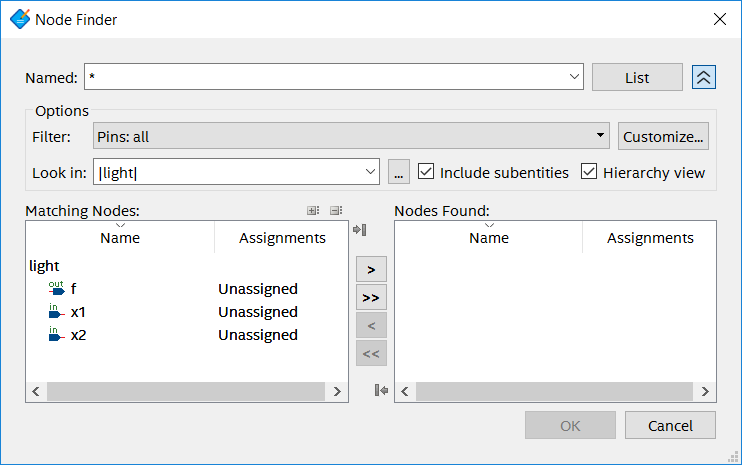 Node Finder
Named: * List
Options
Filter: Pins: all Customize...
Look in: |light| ... Include subentities Hierarchy view
Matching Nodes: Nodes Found:
Name Assignments Name Assignments
light
out f Unassigned
in x1 Unassigned
in x2 Unassigned
>
>>
<
<<
OK Cancel